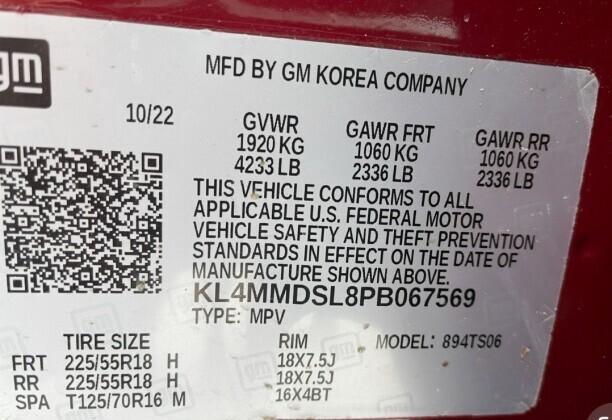 gm
MFD BY GM KOREA COMPANY
10/22
GVWR GAWR FRT GAWR RR
1920 KG 1060 KG 1060 KG
4233 LB 2336 LB 2336 LB
THIS VEHICLE CONFORMS TO ALL
APPLICABLE U.S. FEDERAL MOTOR
VEHICLE SAFETY AND THEFT PREVENTION
STANDARDS IN EFFECT ON THE DATE OF
MANUFACTURE SHOWN ABOVE.
KL4MMDSL8PB067569
TYPE: MPV
TIRE SIZE RIM MODEL: 894TS06
FRT 225/55R18 H 18X7.5J
RR 225/55R18 H 18X7.5J
SPA T125/70R16 M 16X4BT